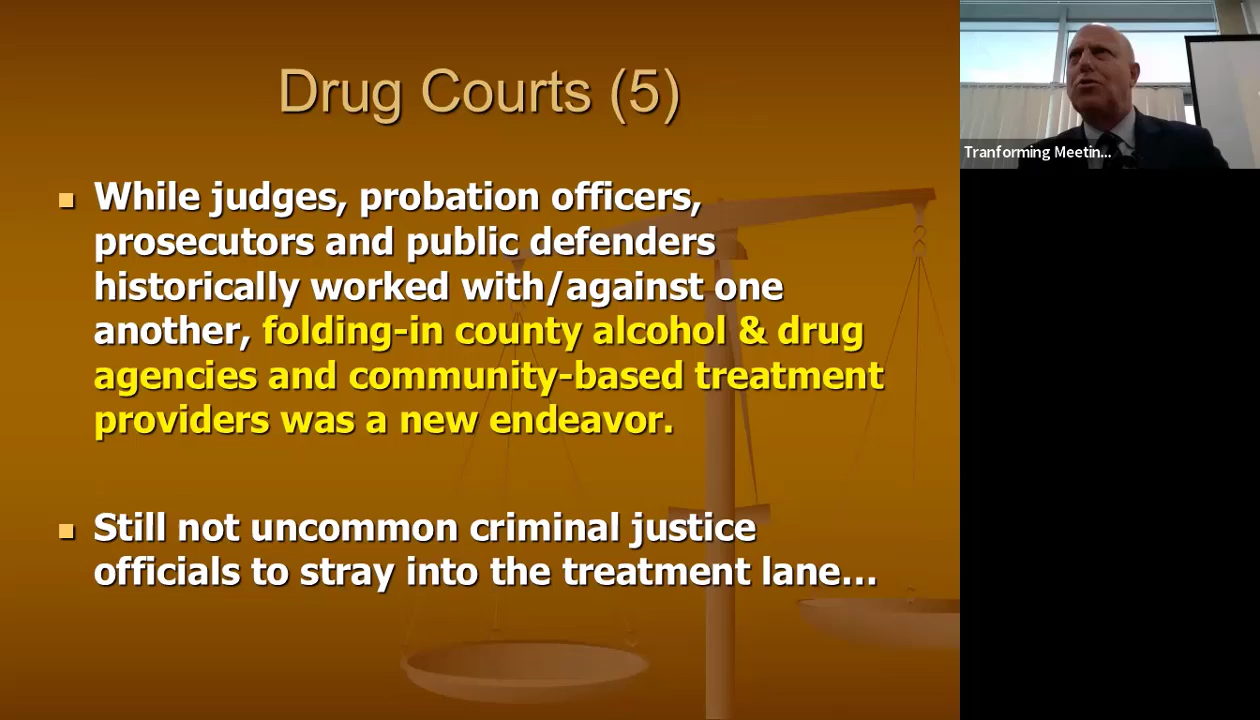 Drug Courts (5)
While judges, probation officers,
prosecutors and public defenders
historically worked with/against one
another, folding-in county alcohol & drug
agencies and community-based treatment
providers was a new endeavor.
Still not uncommon criminal justice
officials to stray into the treatment lane...
Tranforming Meetin...